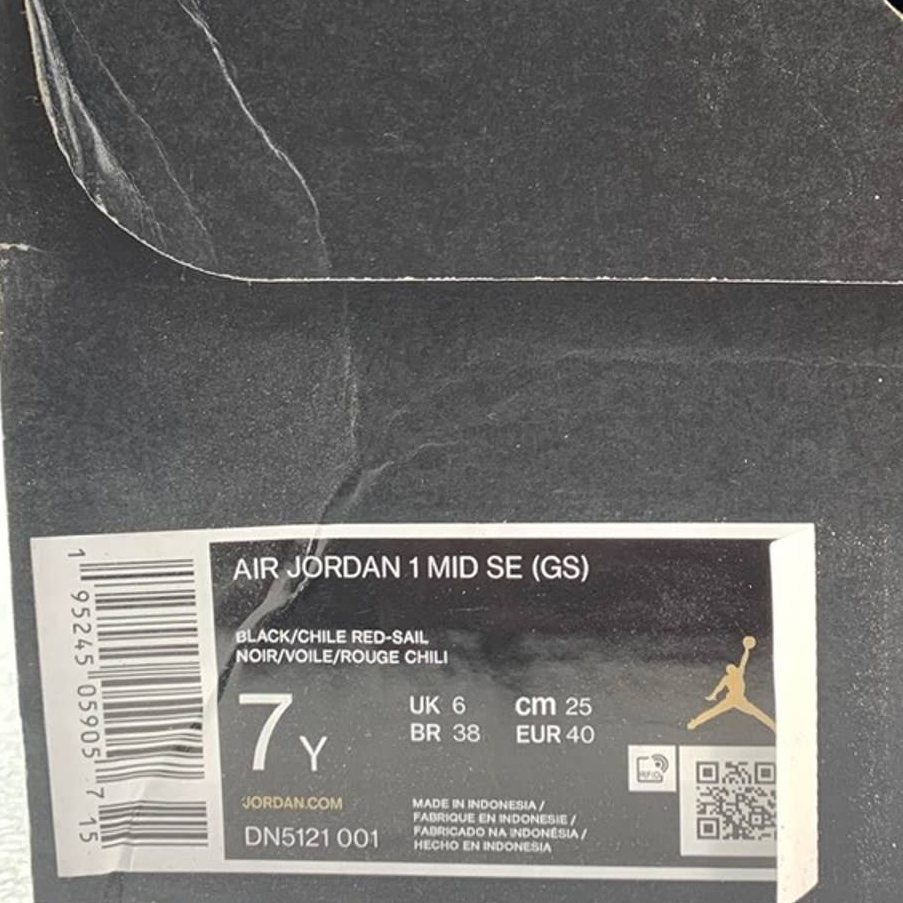 AIR JORDAN 1 MID SE (GS)
BLACK/CHILE RED-SAIL
NOIR/VOILE/ROUGE CHILI
7 Y
UK 6 cm 25
BR 38 EUR 40
JORDAN.COM
DN5121 001
MADE IN INDONESIA /
FABRIQUE EN INDONESIE /
FABRICADO NA INDONÉSIA /
HECHO EN INDONESIA
RFID
1 95245 05905 7 15